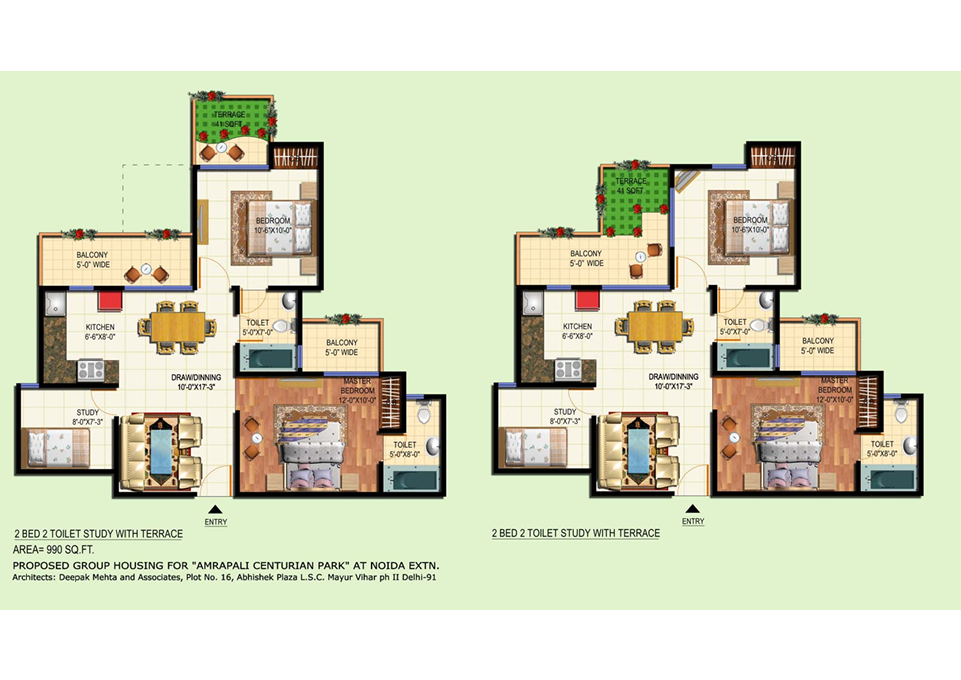 TERRACE
41 SQFT.
BEDROOM
10'-6"X10'-0"
BALCONY
5'-0" WIDE
KITCHEN
6'-6"X8'-0"
TOILET
5'-0"X7'-0"
BALCONY
5'-0" WIDE
DRAW/DINNING
10'-0"X17'-3"
MASTER
BEDROOM
12'-0"X10'-0"
STUDY
8'-0"X7'-3"
TOILET
5'-0"X8'-0"
ENTRY
2 BED 2 TOILET STUDY WITH TERRACE
AREA= 990 SQ.FT.
PROPOSED GROUP HOUSING FOR "AMRAPALI CENTURIAN PARK" AT NOIDA EXTN.
Architects: Deepak Mehta and Associates, Plot No. 16, Abhishek Plaza L.S.C. Mayur Vihar ph II Delhi-91
TERRACE
41 SQFT.
BEDROOM
10'-6"X10'-0"
BALCONY
5'-0" WIDE
KITCHEN
6'-6"X8'-0"
TOILET
5'-0"X7'-0"
BALCONY
5'-0" WIDE
DRAW/DINNING
10'-0"X17'-3"
MASTER
BEDROOM
12'-0"X10'-0"
STUDY
8'-0"X7'-3"
TOILET
5'-0"X8'-0"
ENTRY
2 BED 2 TOILET STUDY WITH TERRACE